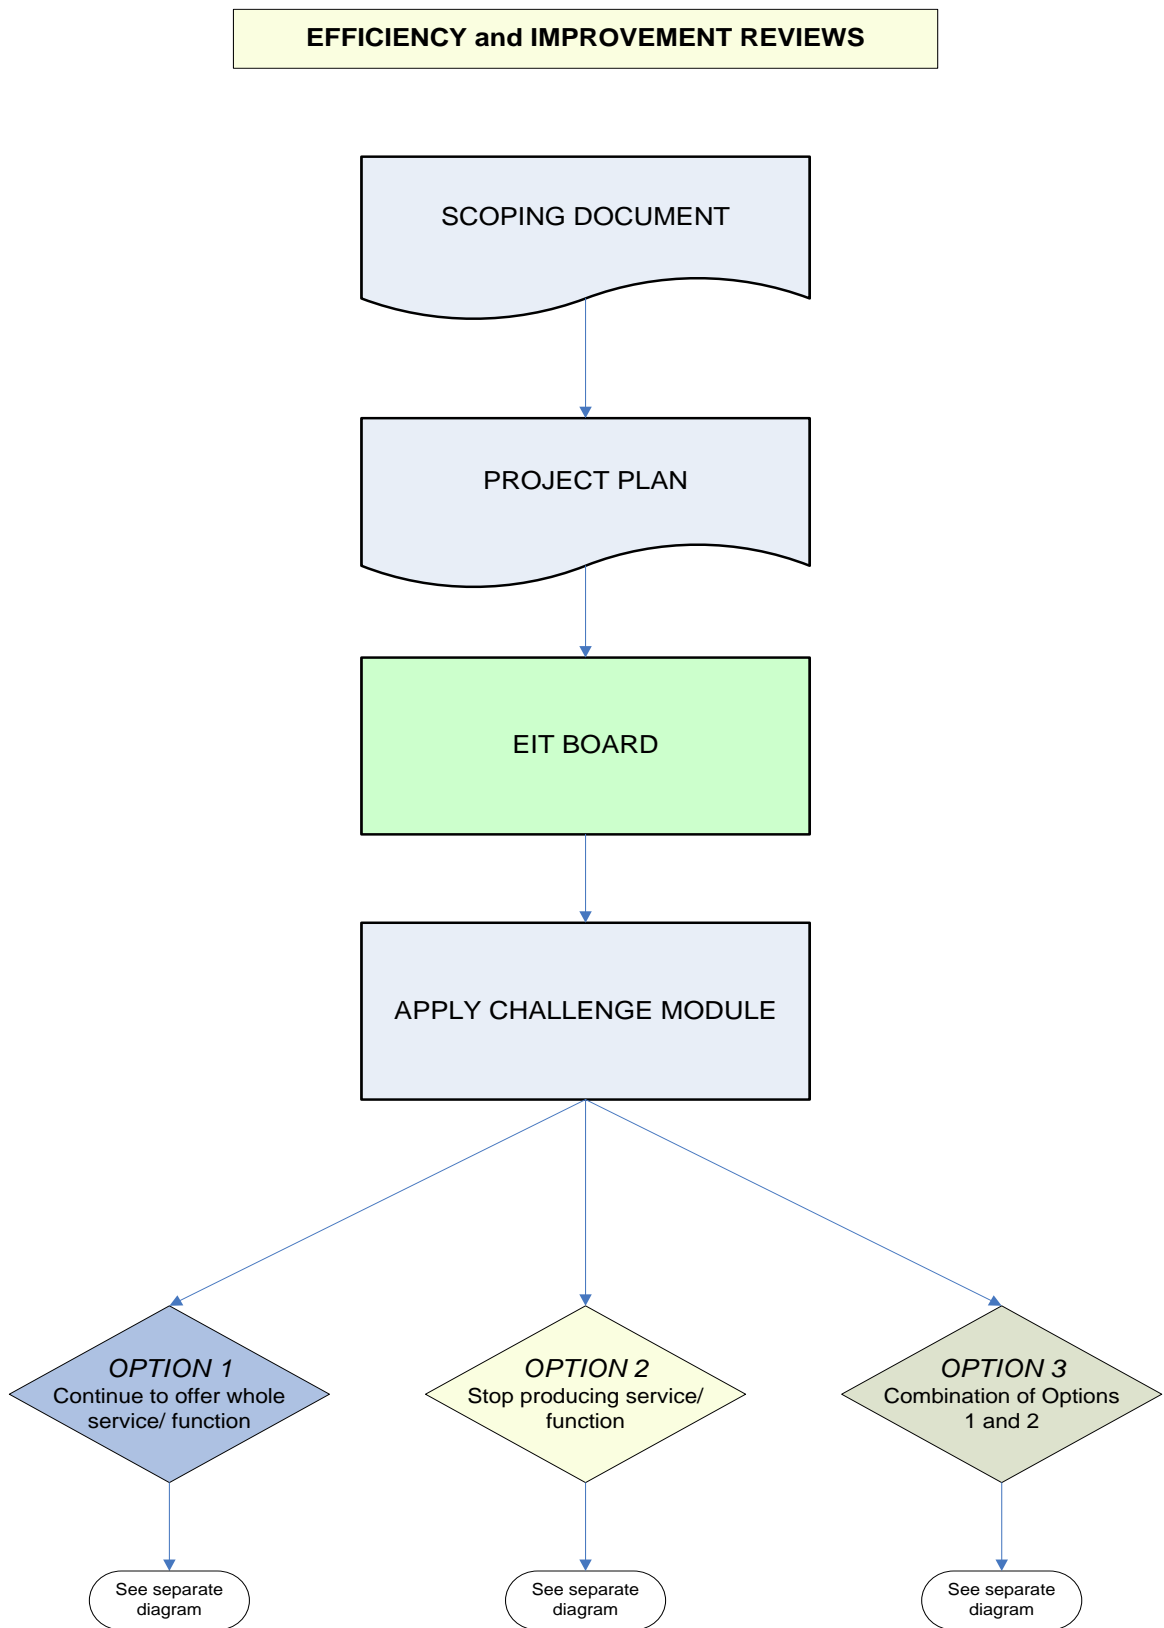 EFFICIENCY and IMPROVEMENT REVIEWS
SCOPING DOCUMENT
PROJECT PLAN
EIT BOARD
APPLY CHALLENGE MODULE
OPTION 1
Continue to offer whole
service/ function
OPTION 2
Stop producing service/
function
OPTION 3
Combination of Options
1 and 2
See separate
diagram
See separate
diagram
See separate
diagram